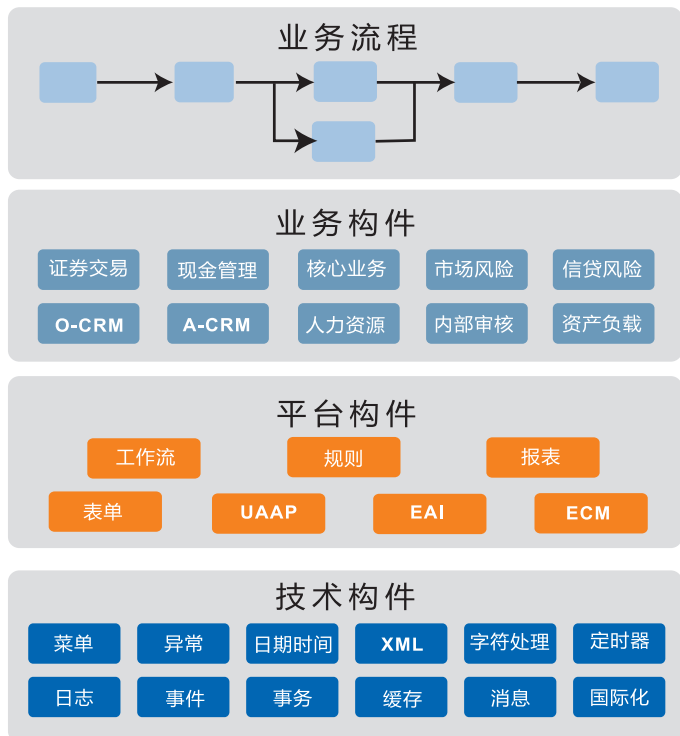 业务流程
业务构件
证券交易 现金管理 核心业务 市场风险 信贷风险
O-CRM A-CRM 人力资源 内部审核 资产负载
平台构件
工作流 规则 报表
表单 UAAP EAI ECM
技术构件
菜单 异常 日期时间 XML 字符处理 定时器
日志 事件 事务 缓存 消息 国际化